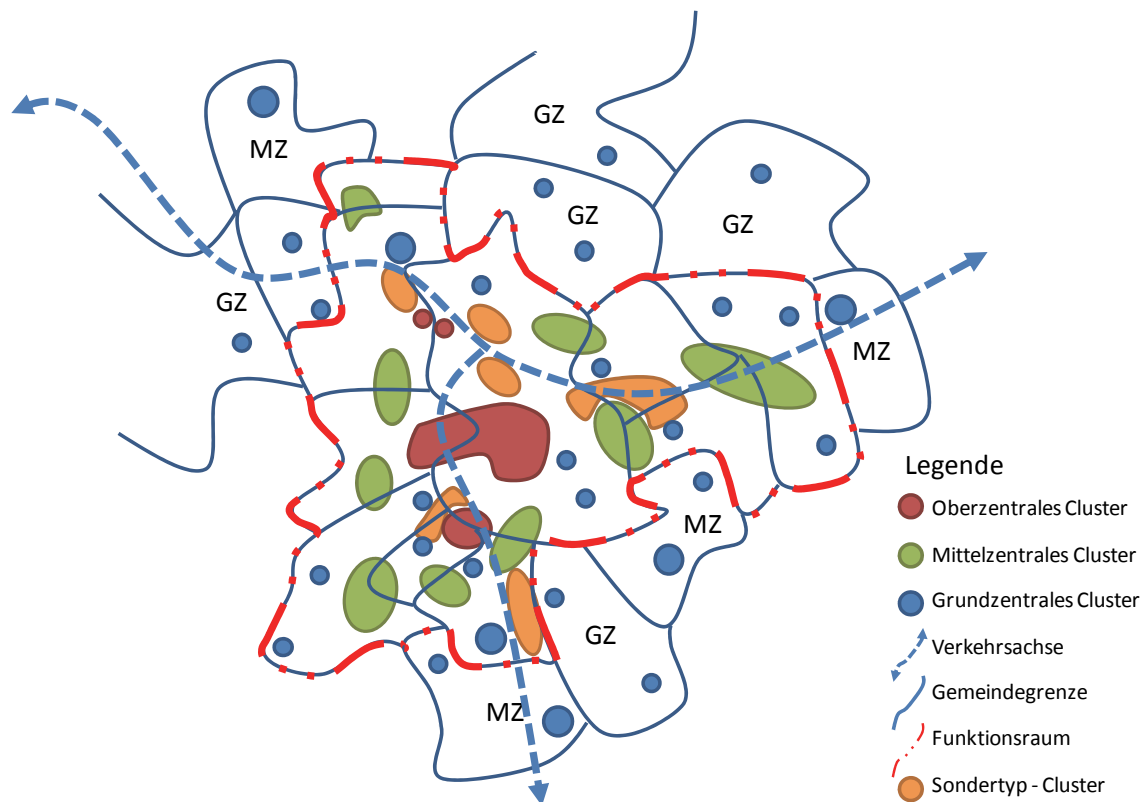 GZ
MZ
GZ
GZ
GZ
MZ
MZ
GZ
MZ
Legende
Oberzentrales Cluster
Mittelzentrales Cluster
Grundzentrales Cluster
Verkehrsachse
Gemeindegrenze
Funktionsraum
Sondertyp - Cluster